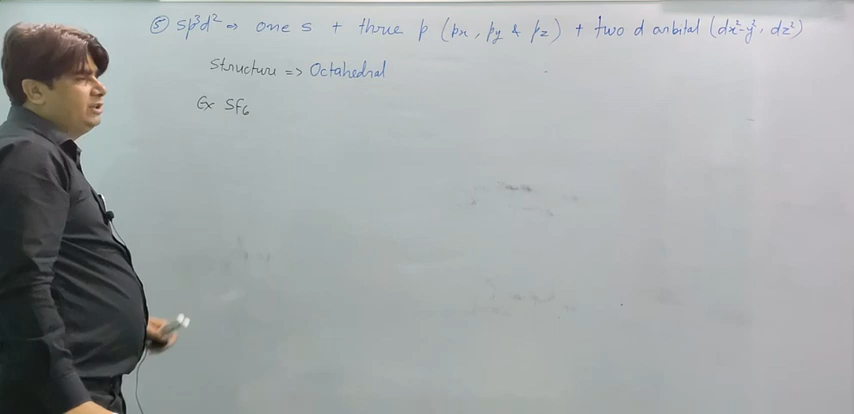 ⑤ sp³d² ⇒ one s + three p (px, py & pz) + two d orbital (dx²-y², dz²)
Structure => Octahedral
Ex SF₆